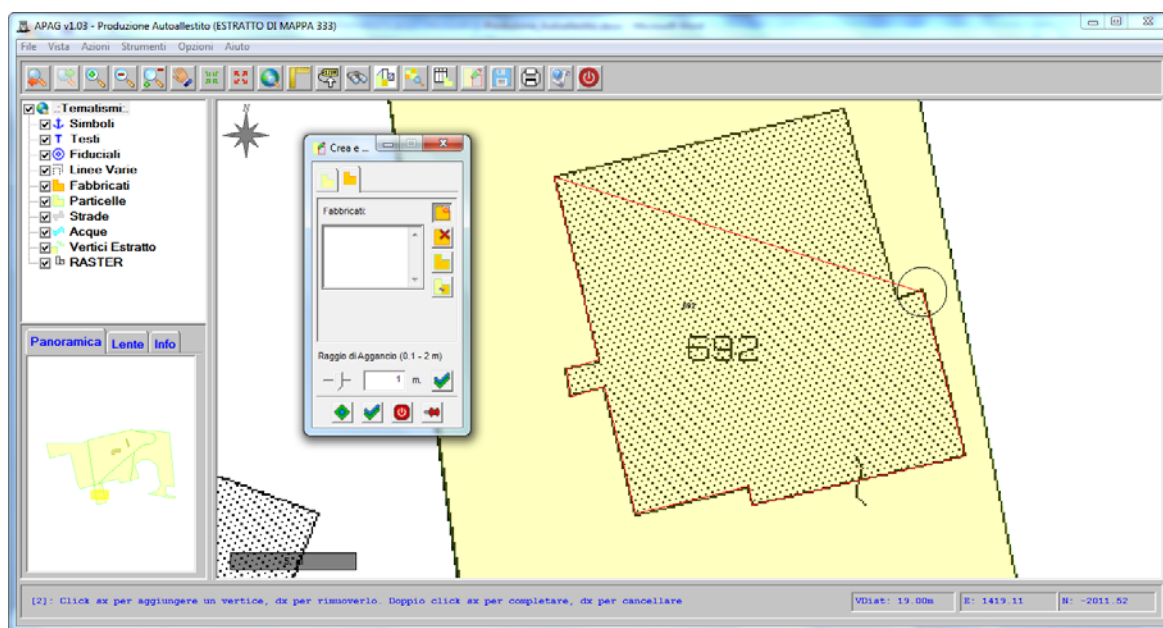 APAG v1.03 - Produzione Autoallestito (ESTRATTO DI MAPPA 333)
File Vista Azioni Strumenti Opzioni Aiuto
.:Tematismi:.
Simboli
T Testi
Fiduciali
Linee Varie
Fabbricati
Particelle
Strade
Acque
Vertici Estratto
RASTER
Panoramica Lente Info
N
Crea e ...
Fabbricati:
Raggio di Aggancio (0.1 - 2 m)
1 m.
592
[2]: Click sx per aggiungere un vertice, dx per rimuoverlo. Doppio click sx per completare, dx per cancellare
VDist: 19.00m
E: 1419.11
N: -2011.52